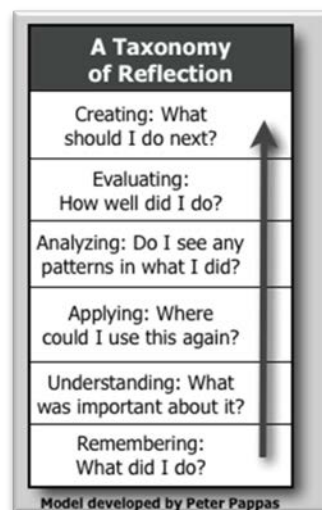 A Taxonomy
of Reflection
Creating: What
should I do next?
Evaluating:
How well did I do?
Analyzing: Do I see any
patterns in what I did?
Applying: Where
could I use this again?
Understanding: What
was important about it?
Remembering:
What did I do?
Model developed by Peter Pappas